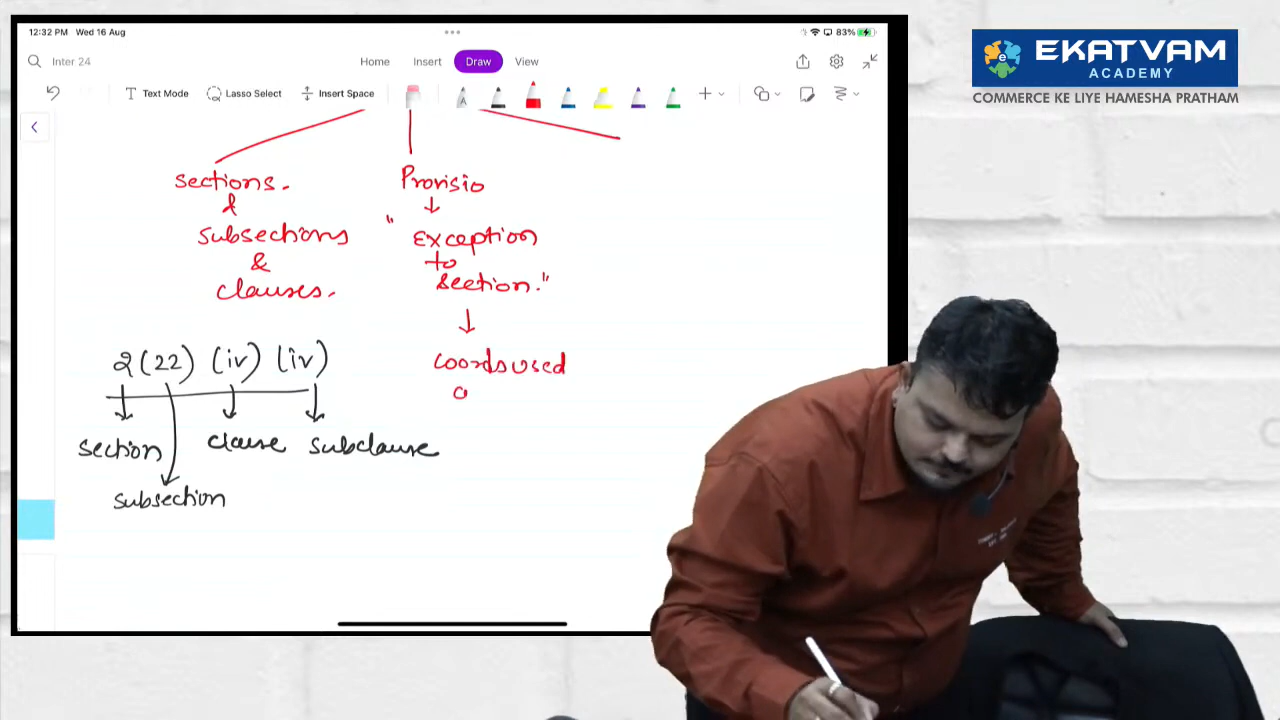 12:32 PM Wed 16 Aug
83%
Inter 24
Home Insert Draw View
Text Mode Lasso Select Insert Space
EKATVAM
ACADEMY
COMMERCE KE LIYE HAMESHA PRATHAM
Sections.
&
Subsections
&
Clauses.
Provisio
"Exception
to
Section."
Words used
2(22) (iv) (iv)
Section
Subsection
Clause
Subclause